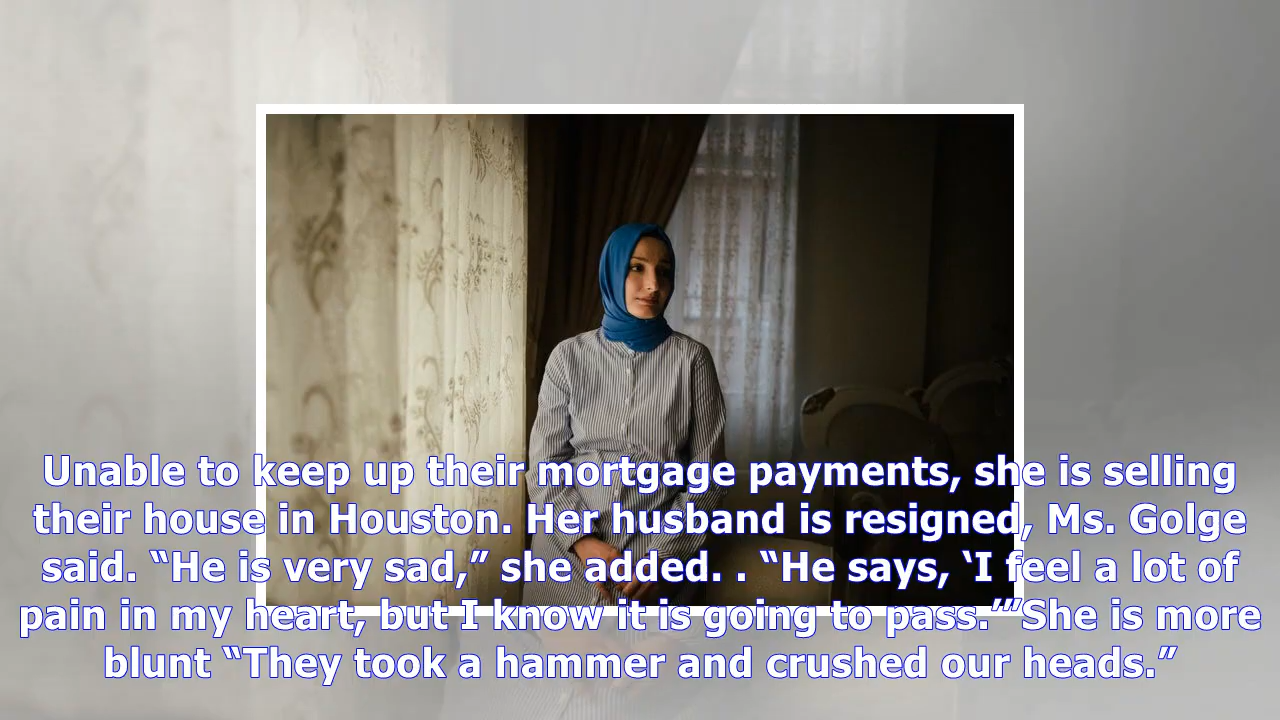 Unable to keep up their mortgage payments, she is selling
their house in Houston. Her husband is resigned, Ms. Golge
said. “He is very sad,” she added. . “He says, ‘I feel a lot of
pain in my heart, but I know it is going to pass.’”She is more
blunt “They took a hammer and crushed our heads.”